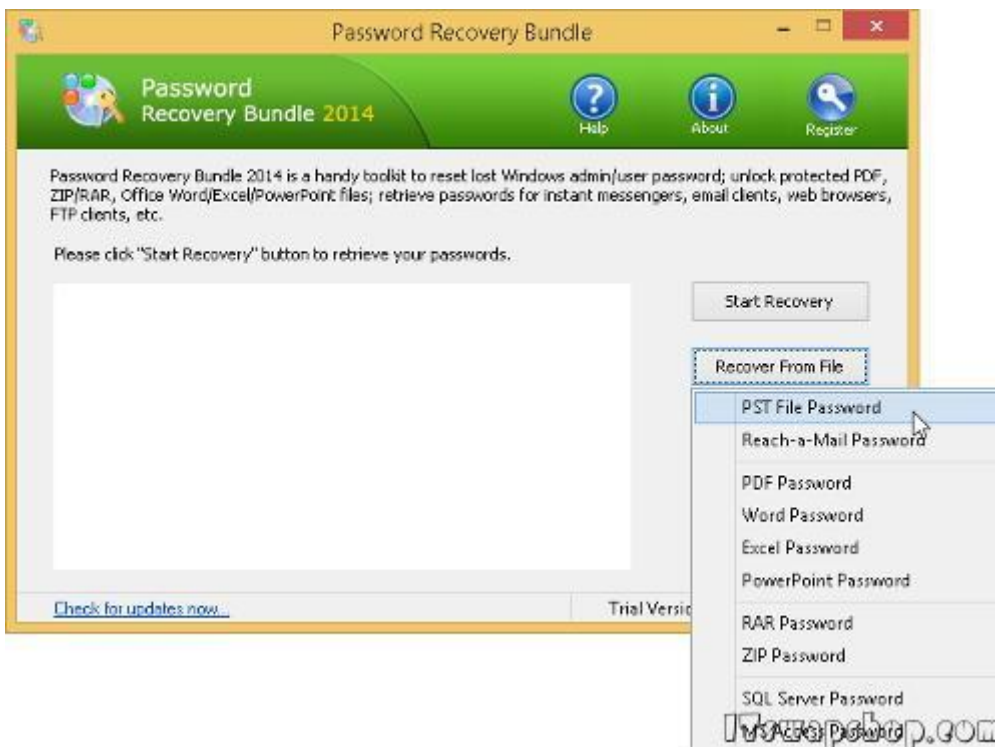 Password Recovery Bundle
Password
Recovery Bundle 2014
Help
About
Register
Password Recovery Bundle 2014 is a handy toolkit to reset lost Windows admin/user password; unlock protected PDF,
ZIP/RAR, Office Word/Excel/PowerPoint files; retrieve passwords for instant messengers, email clients, web browsers,
FTP clients, etc.
Please click "Start Recovery" button to retrieve your passwords.
Start Recovery
Recover From File
PST File Password
Reach-a-Mail Password
PDF Password
Word Password
Excel Password
PowerPoint Password
RAR Password
ZIP Password
SQL Server Password
MS Access Password
Check for updates now...
Trial